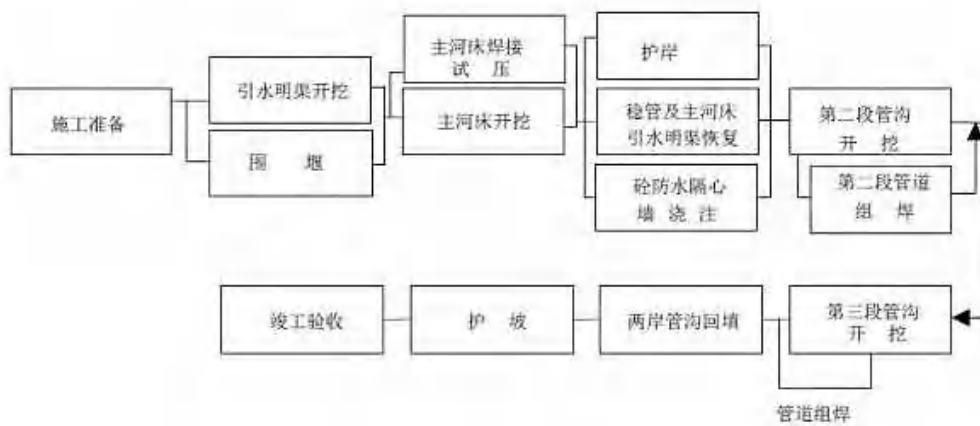 施工准备
引水明渠开挖
围 堰
主河床焊接
试 压
主河床开挖
护岸
稳管及主河床
引水明渠恢复
砼防水隔心
墙浇注
第二段管沟
开 挖
第二段管道
组 焊
第三段管沟
开 挖
管道组焊
两岸管沟回填
护 坡
竣工验收